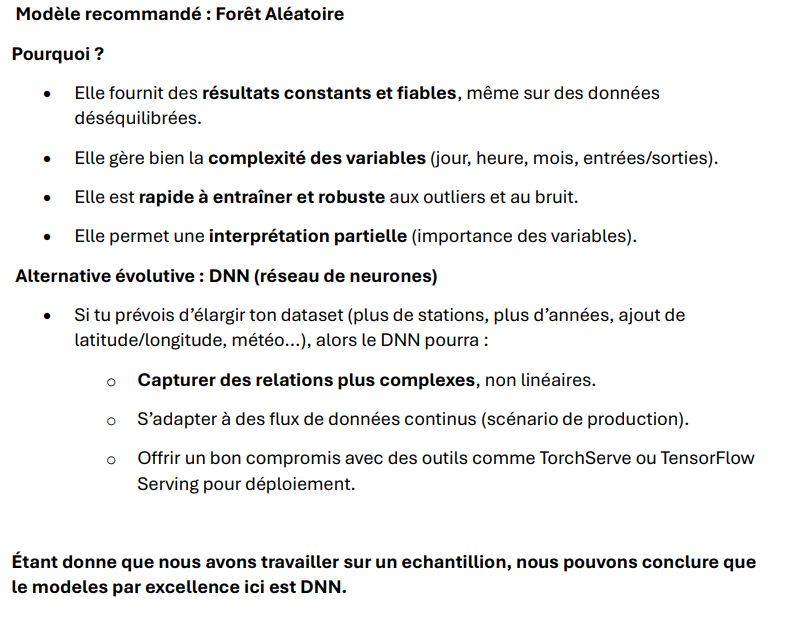 Modèle recommandé : Forêt Aléatoire
Pourquoi ?
• Elle fournit des résultats constants et fiables, même sur des données
déséquilibrées.
• Elle gère bien la complexité des variables (jour, heure, mois, entrées/sorties).
• Elle est rapide à entraîner et robuste aux outliers et au bruit.
• Elle permet une interprétation partielle (importance des variables).
Alternative évolutive : DNN (réseau de neurones)
• Si tu prévois d’élargir ton dataset (plus de stations, plus d’années, ajout de
latitude/longitude, météo...), alors le DNN pourra :
o Capturer des relations plus complexes, non linéaires.
o S’adapter à des flux de données continus (scénario de production).
o Offrir un bon compromis avec des outils comme TorchServe ou TensorFlow
Serving pour déploiement.
Étant donne que nous avons travailler sur un echantillion, nous pouvons conclure que
le modeles par excellence ici est DNN.